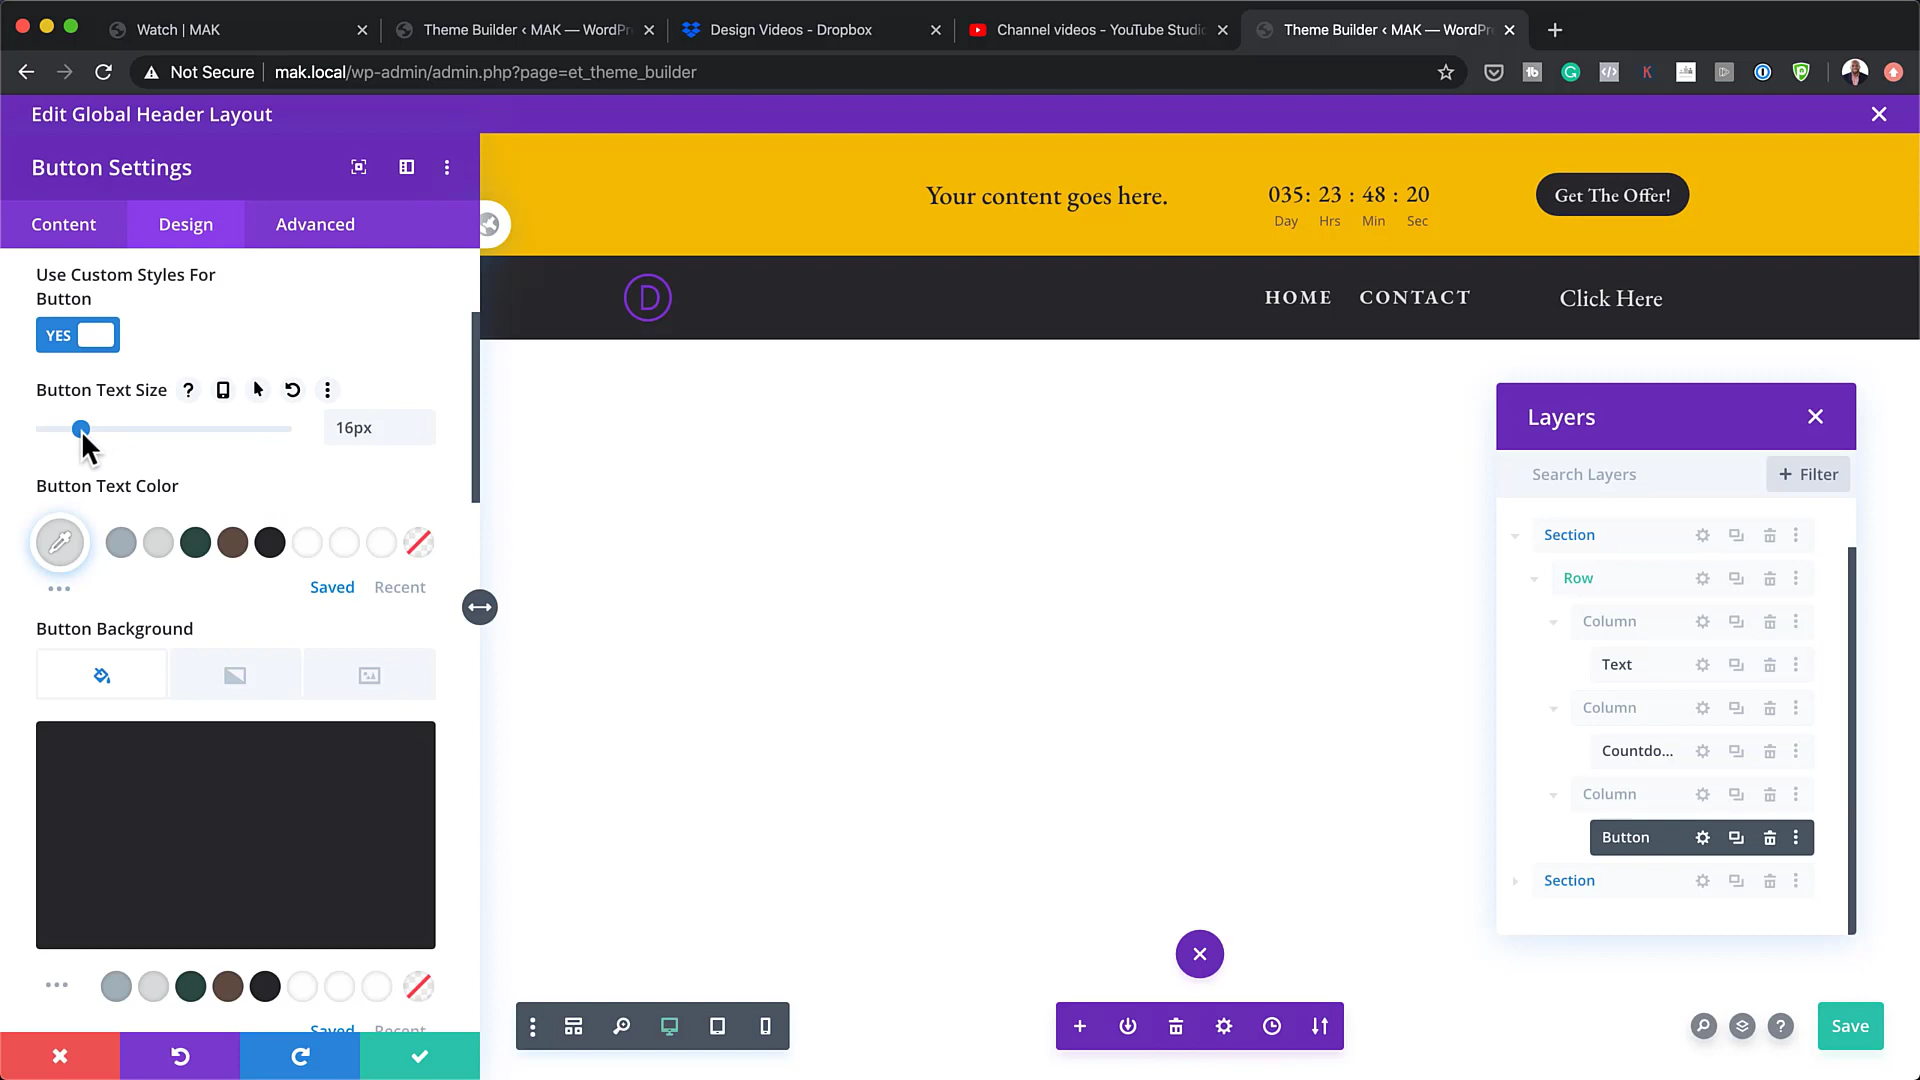 Watch | MAK
Theme Builder ‹ MAK — WordPr
Design Videos - Dropbox
Channel videos - YouTube Studio
Theme Builder ‹ MAK — WordPr
Not Secure
mak.local/wp-admin/admin.php?page=et_theme_builder
Edit Global Header Layout
Button Settings
Content
Design
Advanced
Use Custom Styles For
Button
YES
Button Text Size
16px
Button Text Color
Saved
Recent
Button Background
Saved
Recent
Your content goes here.
035: 23 : 48 : 20
Day Hrs Min Sec
Get The Offer!
D
HOME CONTACT
Click Here
Layers
Search Layers
+ Filter
Section
Row
Column
Text
Column
Countdo...
Column
Button
Section
Save